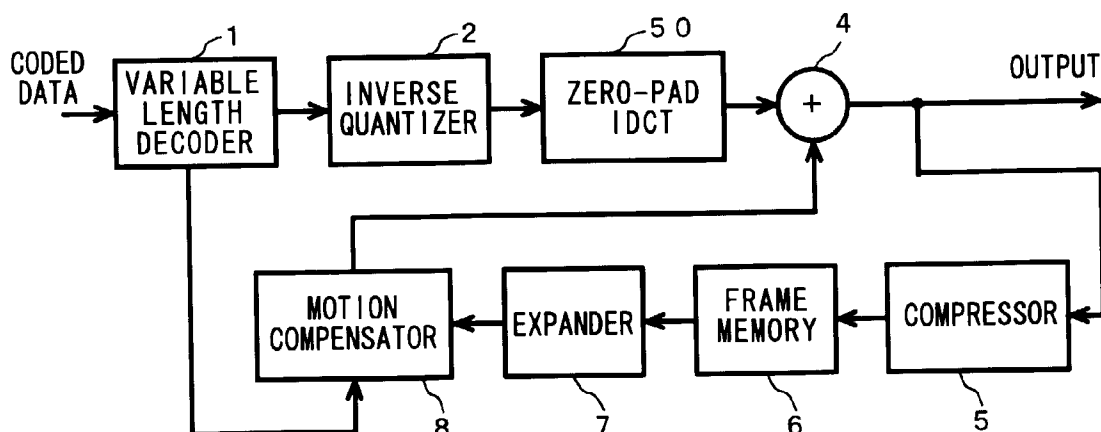 1
2
50
4
CODED
DATA
VARIABLE
LENGTH
DECODER
INVERSE
QUANTIZER
ZERO-PAD
IDCT
+
OUTPUT
MOTION
COMPENSATOR
EXPANDER
FRAME
MEMORY
COMPRESSOR
8
7
6
5